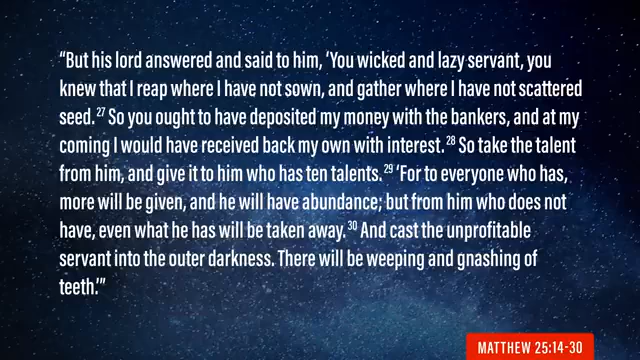 “But his lord answered and said to him, ‘You wicked and lazy servant, you
knew that I reap where I have not sown, and gather where I have not scattered
seed.²⁷ So you ought to have deposited my money with the bankers, and at my
coming I would have received back my own with interest.²⁸ So take the talent
from him, and give it to him who has ten talents.²⁹ ‘For to everyone who has,
more will be given, and he will have abundance; but from him who does not
have, even what he has will be taken away.³⁰ And cast the unprofitable
servant into the outer darkness. There will be weeping and gnashing of
teeth.’”
MATTHEW 25:14-30